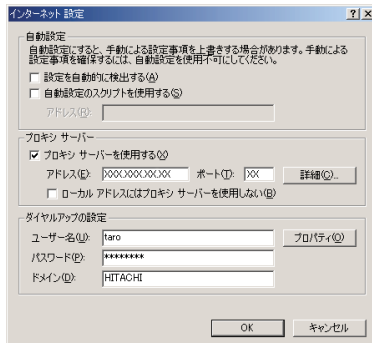 インターネット 設定
自動設定
自動設定にすると、手動による設定事項を上書きする場合があります。手動による
設定事項を確保するには、自動設定を使用不可にしてください。
設定を自動的に検出する(A)
自動設定のスクリプトを使用する(S)
アドレス(R):
プロキシ サーバー
プロキシ サーバーを使用する(X)
アドレス(E): XXX.XXX.XX.XX ポート(T): XX 詳細(C)...
ローカル アドレスにはプロキシ サーバーを使用しない(B)
ダイヤルアップの設定
ユーザー名(U): taro プロパティ(O)
パスワード(P): ********
ドメイン(D): HITACHI
OK キャンセル